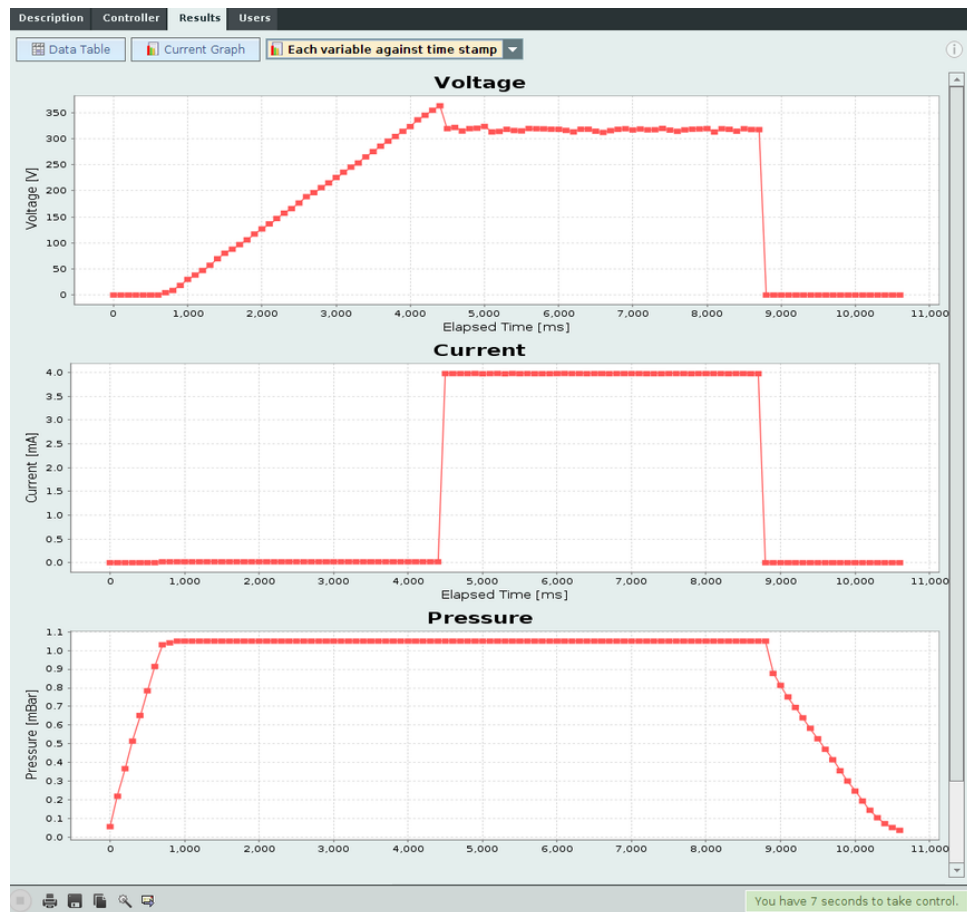 Description Controller Results Users
Data Table Current Graph Each variable against time stamp i
Voltage
Voltage [V]
350
300
250
200
150
100
50
0
0 1,000 2,000 3,000 4,000 5,000 6,000 7,000 8,000 9,000 10,000 11,000
Elapsed Time [ms]
Current
Current [mA]
4.0
3.5
3.0
2.5
2.0
1.5
1.0
0.5
0.0
0 1,000 2,000 3,000 4,000 5,000 6,000 7,000 8,000 9,000 10,000 11,000
Elapsed Time [ms]
Pressure
Pressure [mBar]
1.1
1.0
0.9
0.8
0.7
0.6
0.5
0.4
0.3
0.2
0.1
0.0
0 1,000 2,000 3,000 4,000 5,000 6,000 7,000 8,000 9,000 10,000 11,000
You have 7 seconds to take control.